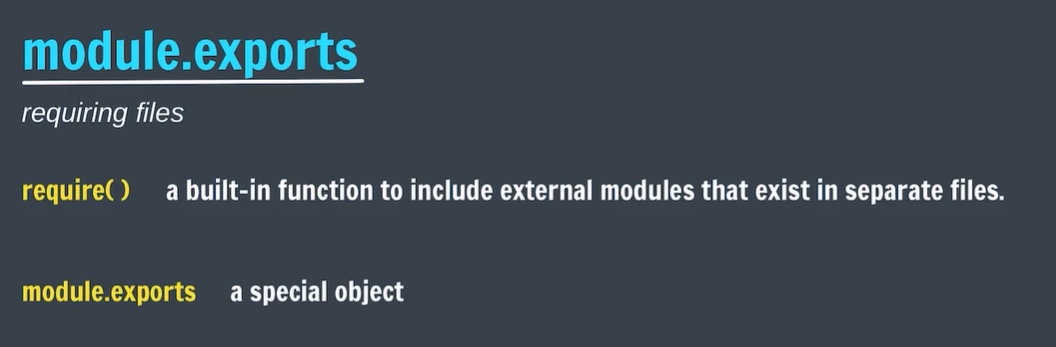 module.exports
requiring files
require( ) a built-in function to include external modules that exist in separate files.
module.exports a special object